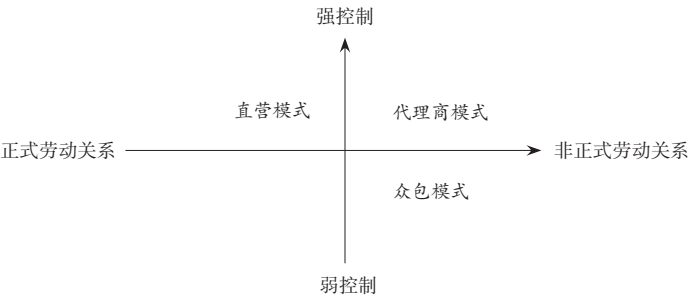 强控制
直营模式
代理商模式
正式劳动关系
非正式劳动关系
众包模式
弱控制